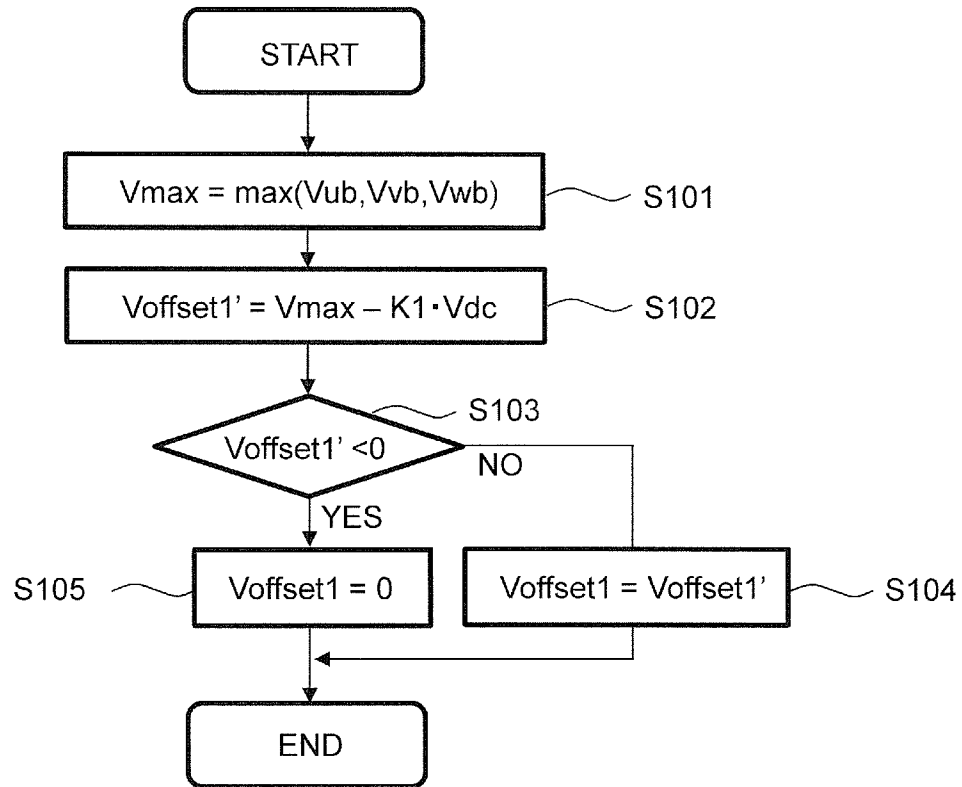 START
Vmax = max(Vub,Vvb,Vwb)
S101
Voffset1’ = Vmax – K1・Vdc
S102
S103
Voffset1’ <0
NO
YES
S105
Voffset1 = 0
Voffset1 = Voffset1’
S104
END